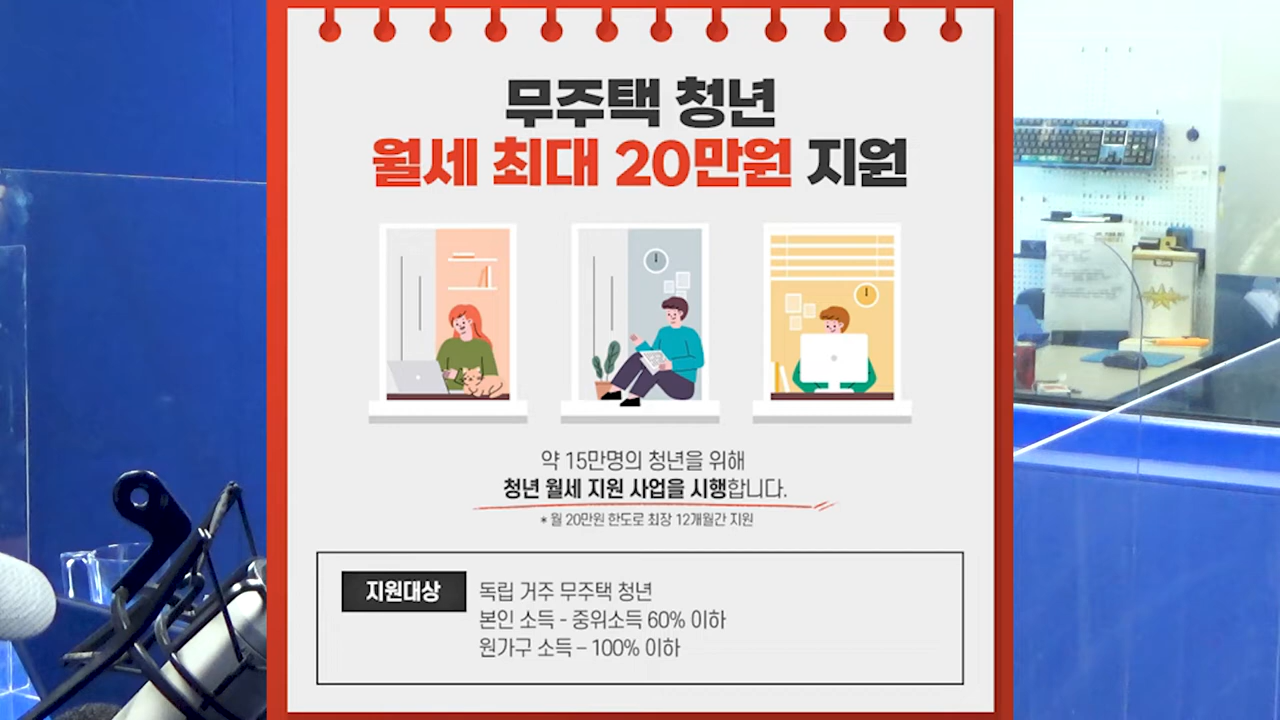 무주택 청년
월세 최대 20만원 지원
약 15만명의 청년을 위해
청년 월세 지원 사업을 시행합니다.
* 월 20만원 한도로 최장 12개월간 지원
지원대상
독립 거주 무주택 청년
본인 소득 - 중위소득 60% 이하
원가구 소득 – 100% 이하